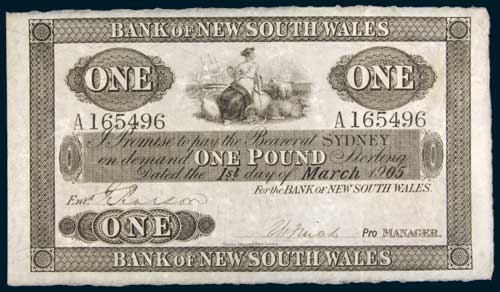 BANK OF NEW SOUTH WALES
ONE ONE
A 165496 A 165496
I Promise to pay the Bearer at SYDNEY
on demand ONE POUND Sterling
Dated the 1st day of March 1905
For the BANK OF NEW SOUTH WALES.
Entd.
ONE
Pro MANAGER.
BANK OF NEW SOUTH WALES